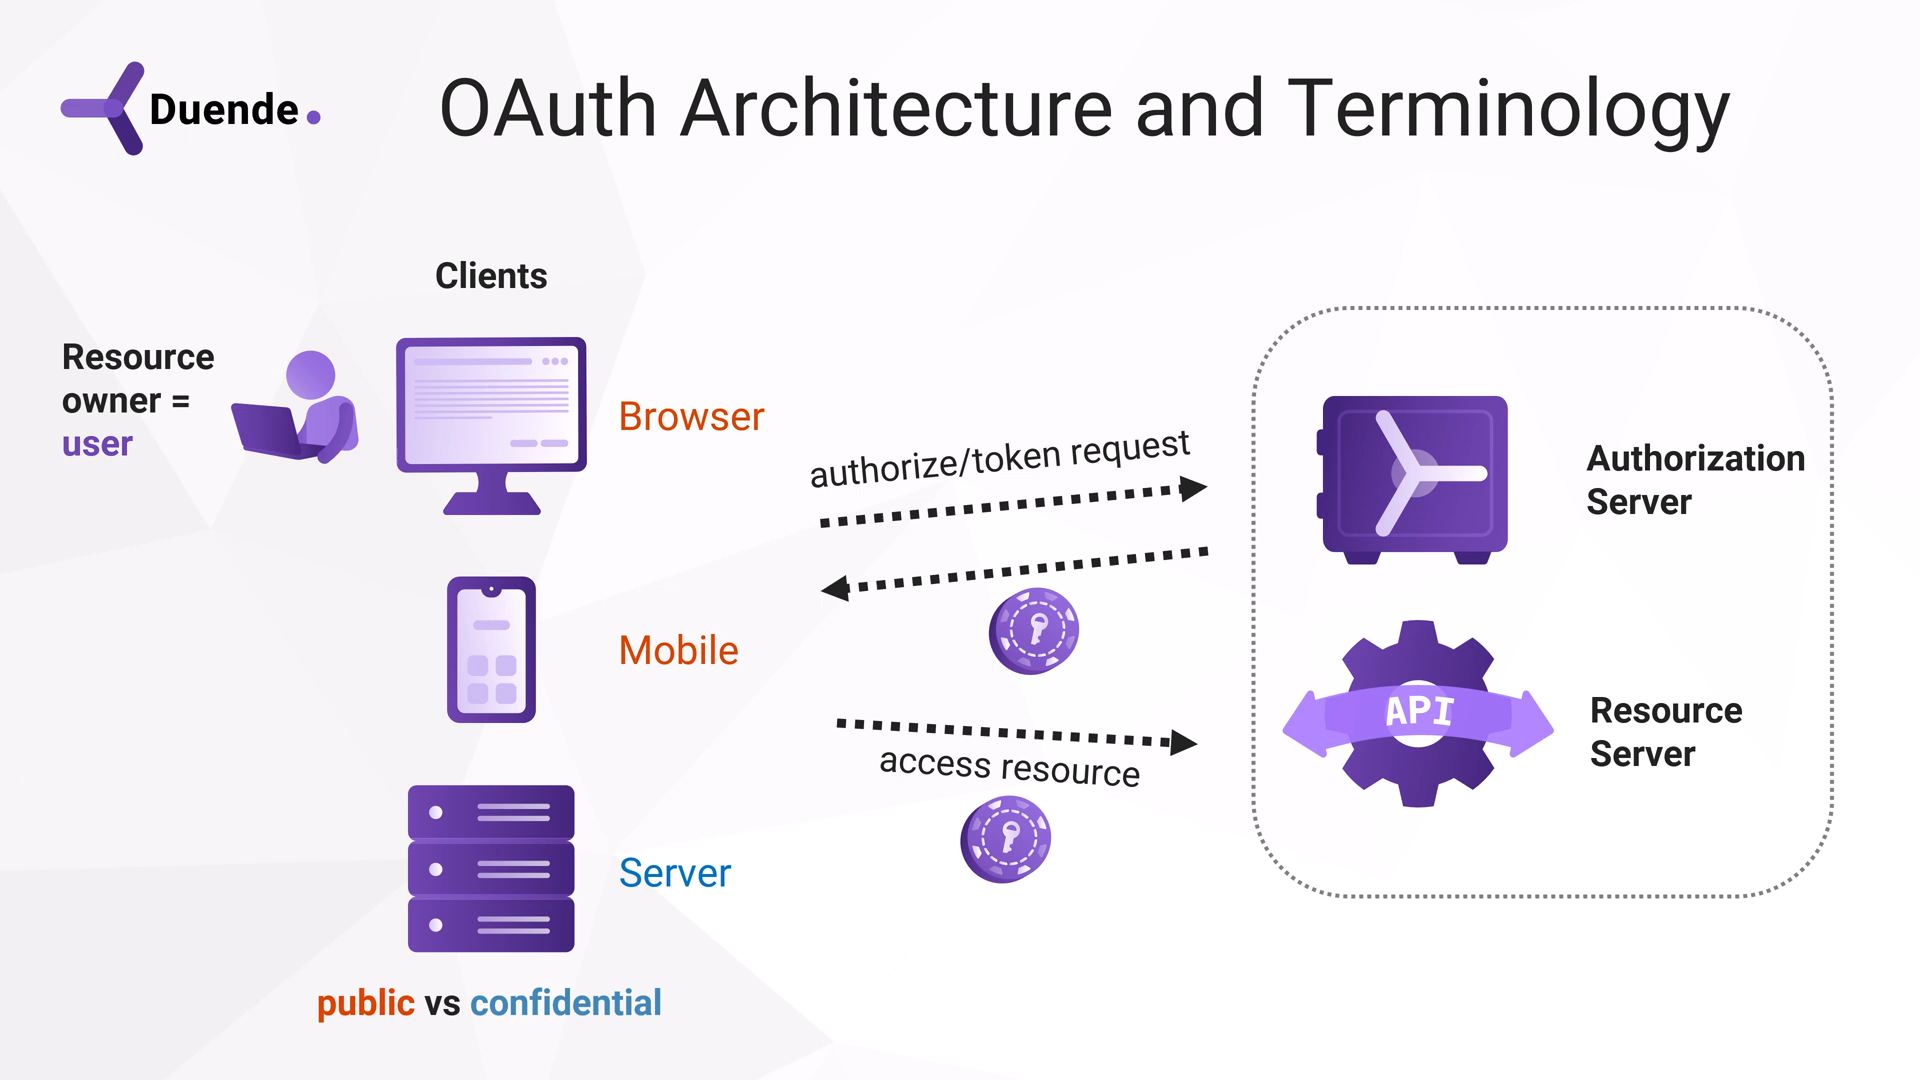 Duende
OAuth Architecture and Terminology
Clients
Resource
owner =
user
Browser
authorize/token request
Authorization
Server
Mobile
API
Resource
Server
access resource
Server
public vs confidential